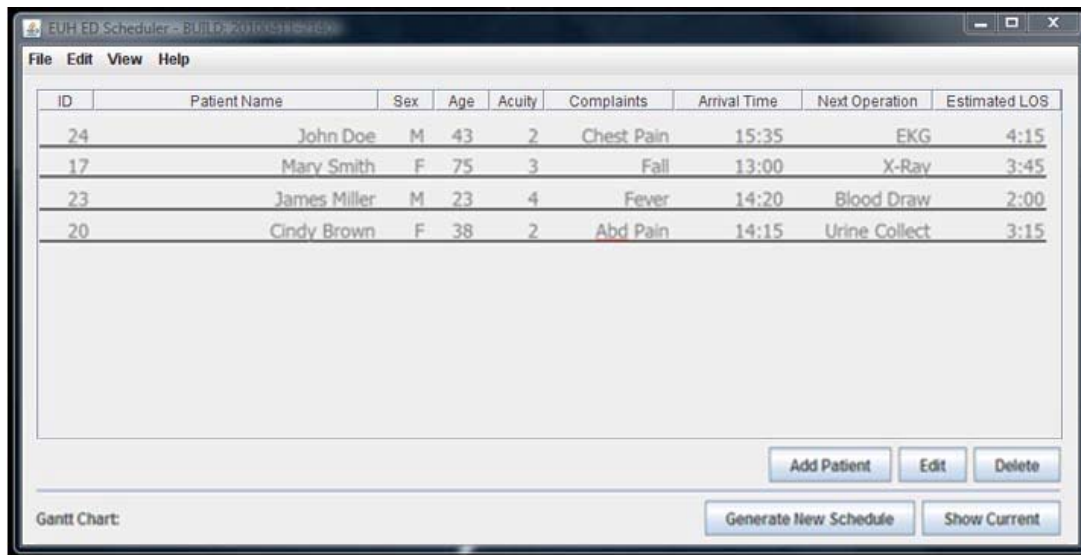 EUH ED Scheduler - BUILD: 20100411-2140
File Edit View Help
ID Patient Name Sex Age Acuity Complaints Arrival Time Next Operation Estimated LOS
24 John Doe M 43 2 Chest Pain 15:35 EKG 4:15
17 Mary Smith F 75 3 Fall 13:00 X-Ray 3:45
23 James Miller M 23 4 Fever 14:20 Blood Draw 2:00
20 Cindy Brown F 38 2 Abd Pain 14:15 Urine Collect 3:15
Add Patient Edit Delete
Gantt Chart: Generate New Schedule Show Current